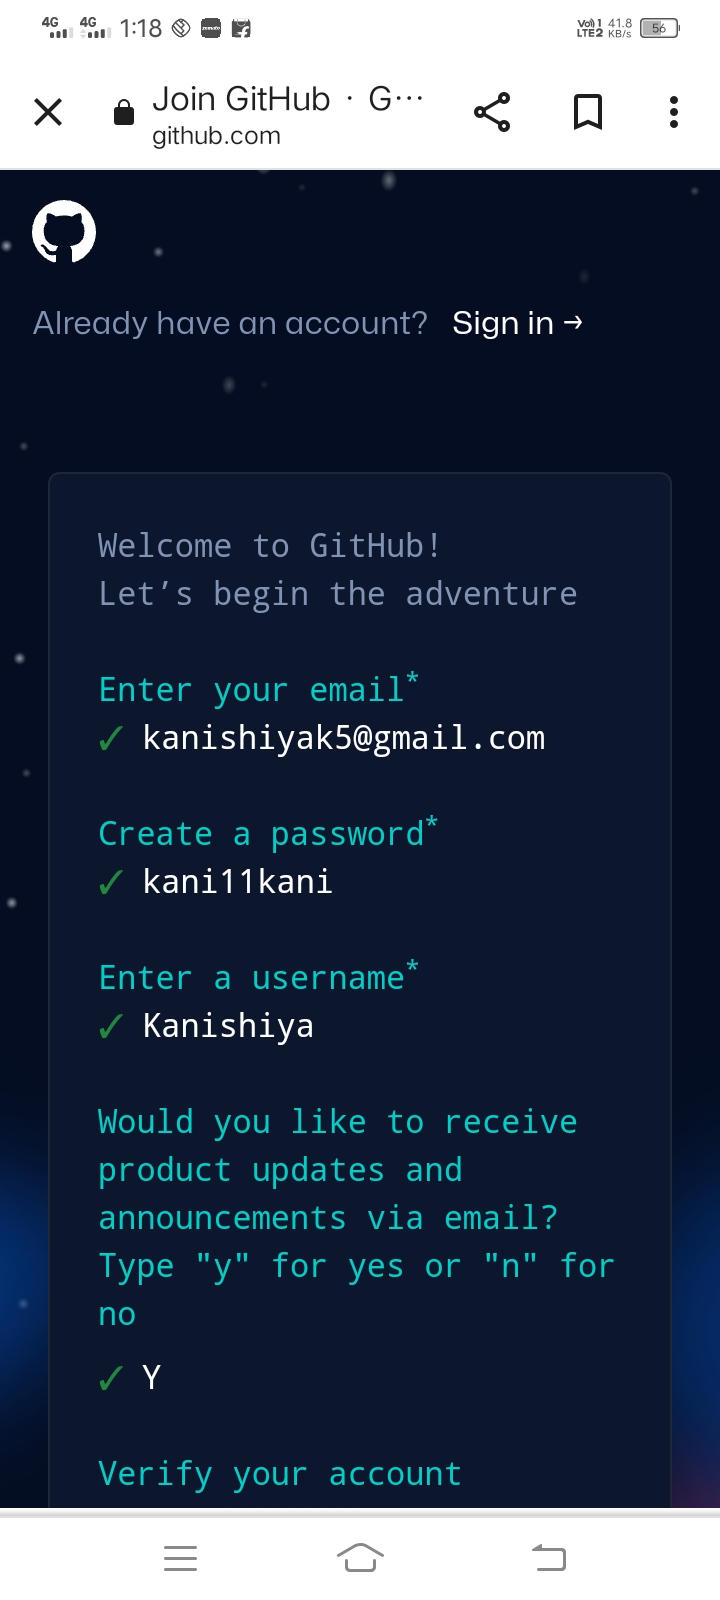 4G 4G 1:18 Vo)) 1 LTE2 41.8 KB/s 56
Join GitHub · G...
github.com
Already have an account? Sign in →
Welcome to GitHub!
Let’s begin the adventure
Enter your email*
✓ kanishiyak5@gmail.com
Create a password*
✓ kani11kani
Enter a username*
✓ Kanishiya
Would you like to receive
product updates and
announcements via email?
Type "y" for yes or "n" for
no
✓ Y
Verify your account